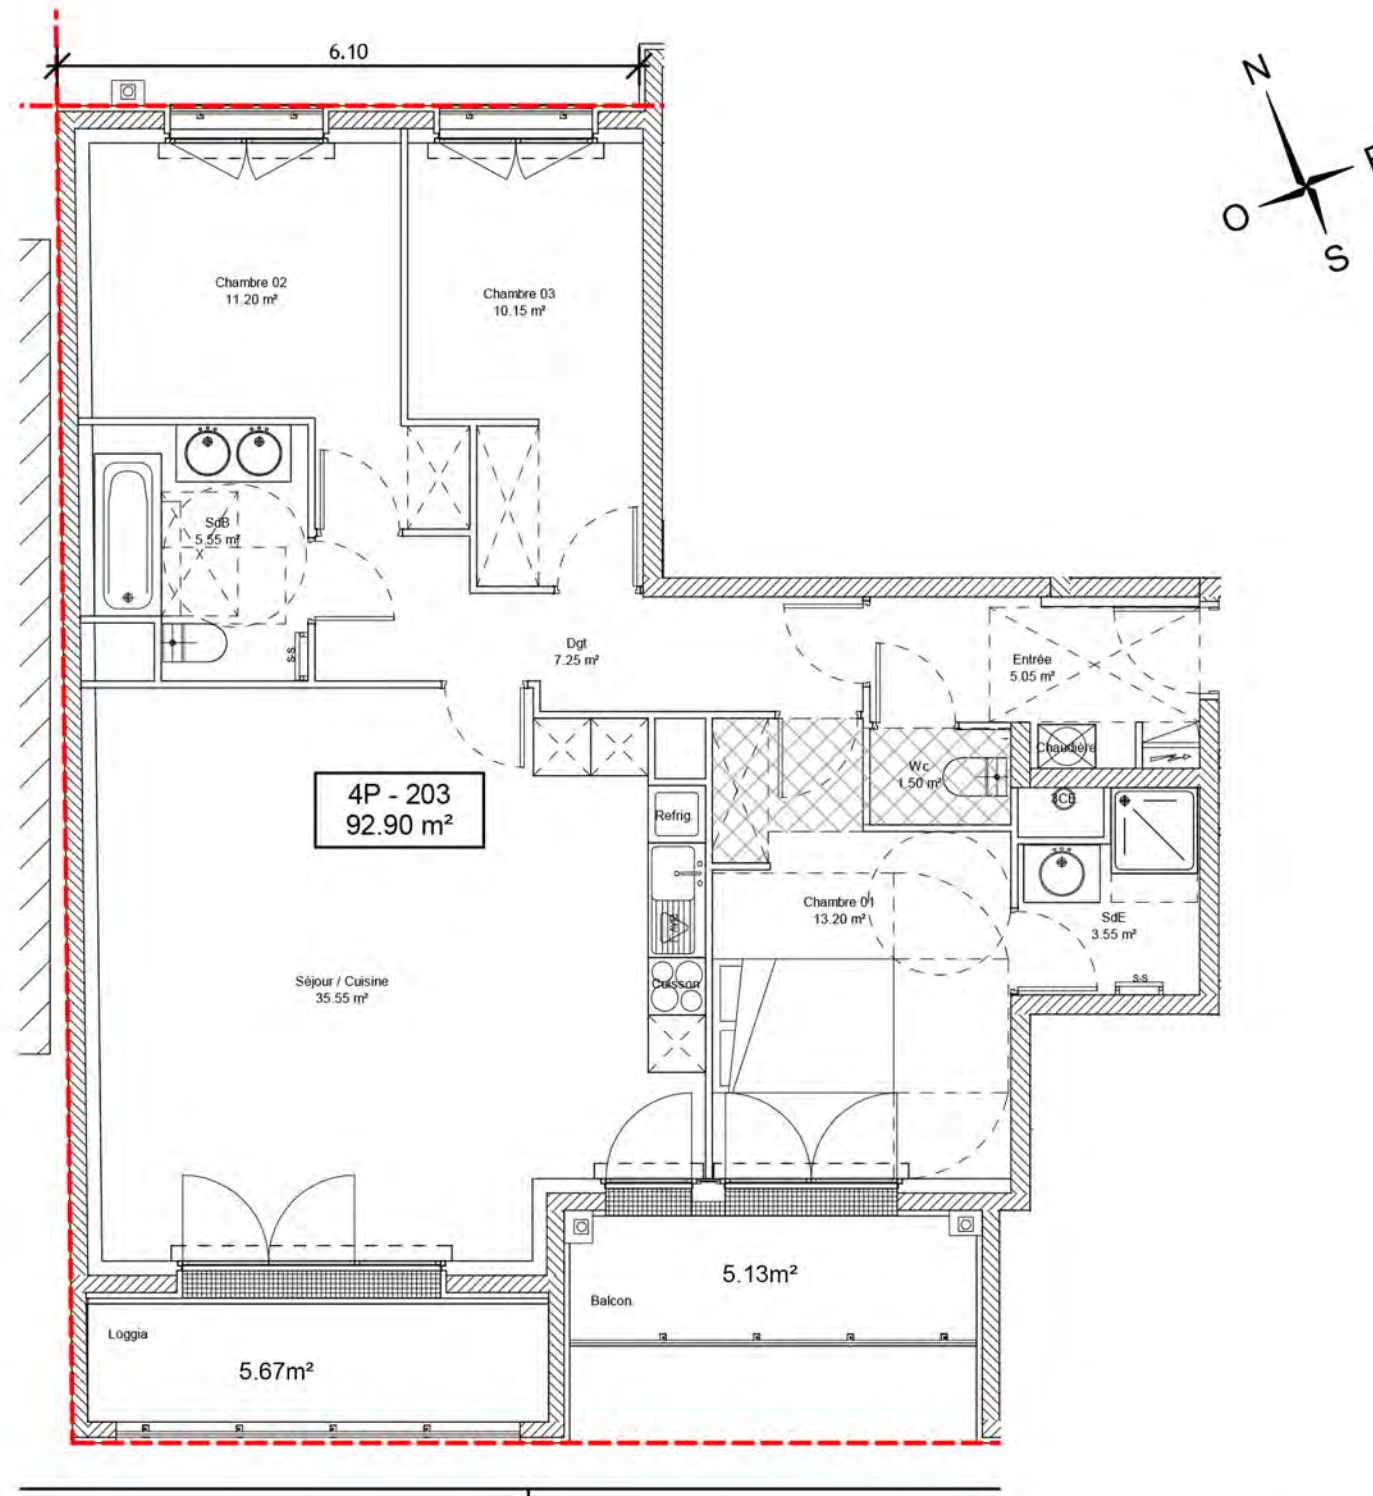 6.10
N
E
O
S
Chambre 02
11.20 m²
Chambre 03
10.15 m²
SdB
5.55 m²
S-S
Dgt
7.25 m²
Entrée
5.05 m²
Chaudière
Wc
1.50 m²
4P - 203
92.90 m²
Refrig.
3CE
Chambre 01
13.20 m²
SdE
3.55 m²
S-S
Séjour / Cuisine
35.55 m²
Cuisson
5.13m²
Balcon
Loggia
5.67m²